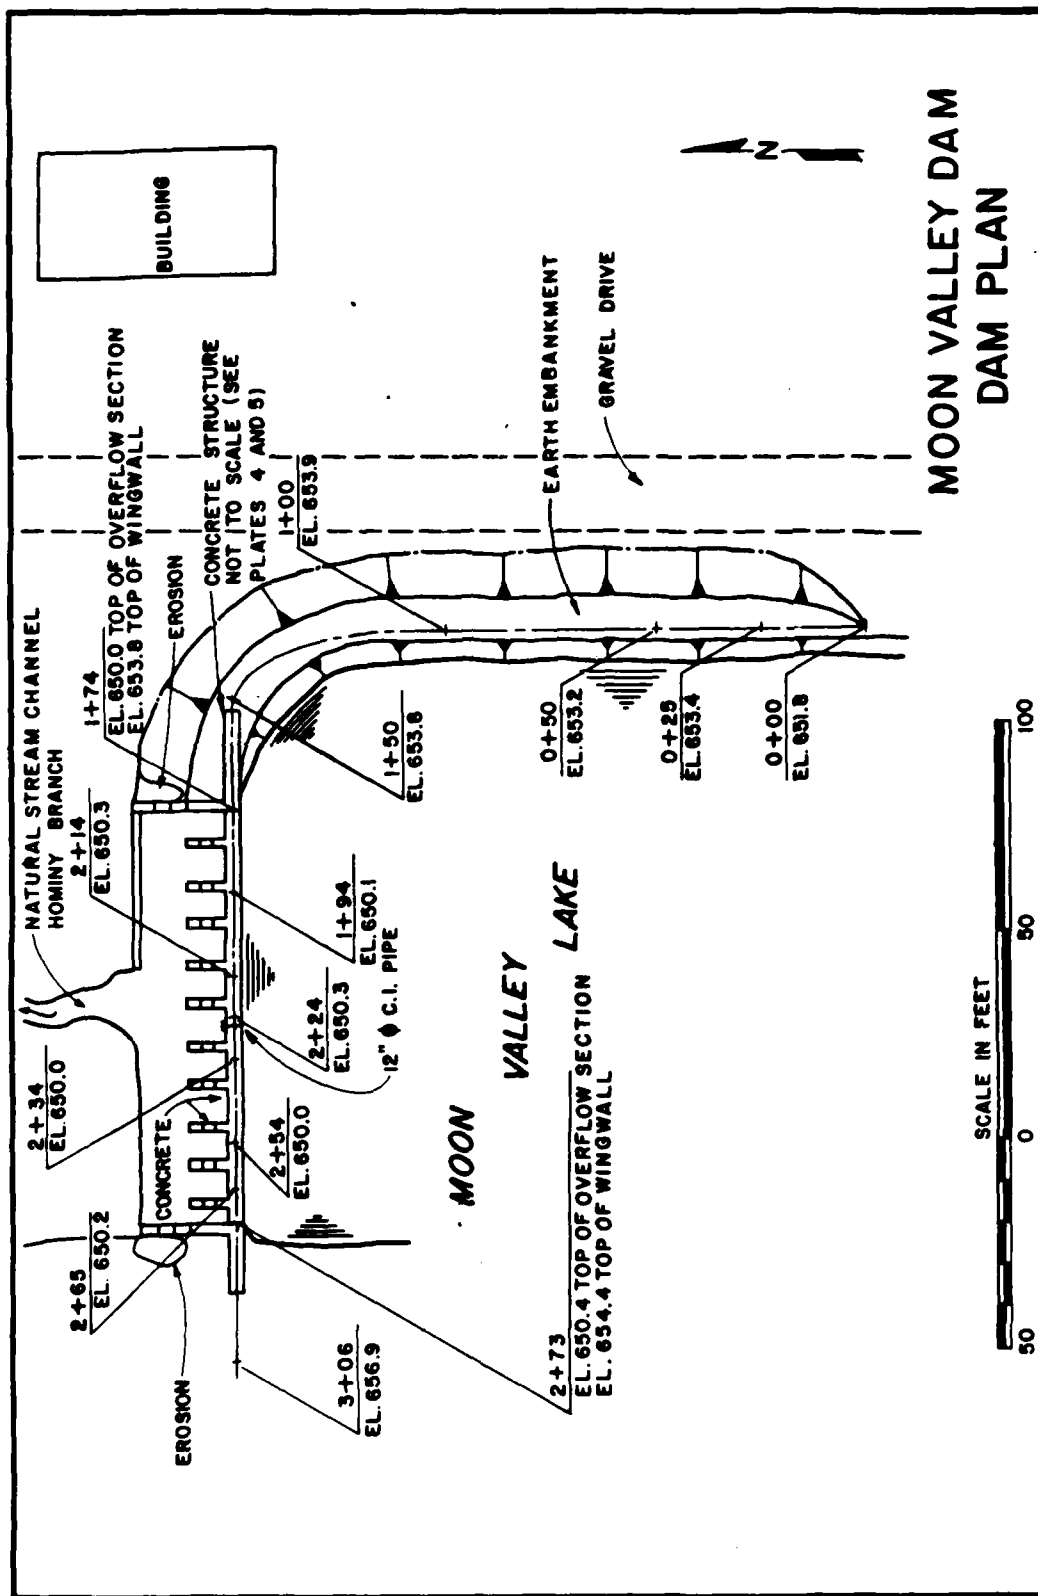 NATURAL STREAM CHANNEL
HOMINY BRANCH
2+14
EL. 650.3
1+74
EL. 650.0 TOP OF OVERFLOW SECTION
EL. 653.8 TOP OF WINGWALL
EROSION
CONCRETE STRUCTURE
NOT TO SCALE (SEE
PLATES 4 AND 5)
1+00
EL. 653.9
BUILDING
2+34
EL. 650.0
2+65
EL. 650.2
CONCRETE
EROSION
3+06
EL. 656.9
2+54
EL. 650.0
2+24
EL. 650.3
12" ϕ C.I. PIPE
1+94
EL. 650.1
1+50
EL. 653.8
0+50
EL. 653.2
0+25
EL. 653.4
0+00
EL. 651.8
EARTH EMBANKMENT
GRAVEL DRIVE
N
MOON
VALLEY
LAKE
2+73
EL. 650.4 TOP OF OVERFLOW SECTION
EL. 654.4 TOP OF WINGWALL
SCALE IN FEET
50 0 50 100
MOON VALLEY DAM
DAM PLAN